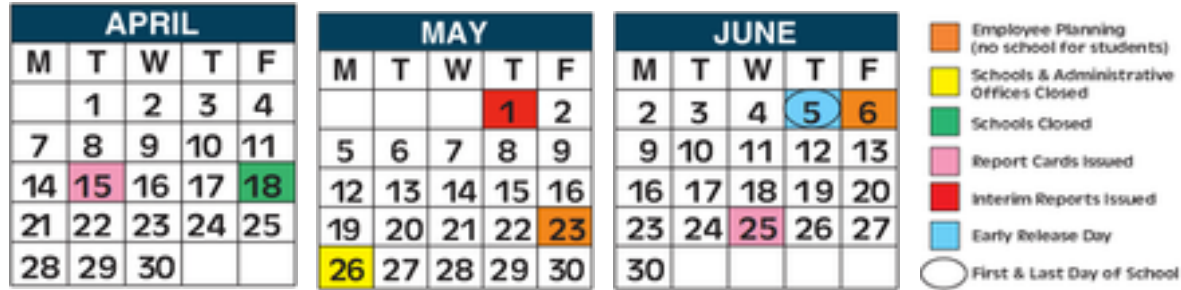 APRIL
M T W T F
1 2 3 4
7 8 9 10 11
14 15 16 17 18
21 22 23 24 25
28 29 30
MAY
M T W T F
1 2
5 6 7 8 9
12 13 14 15 16
19 20 21 22 23
26 27 28 29 30
JUNE
M T W T F
2 3 4 5 6
9 10 11 12 13
16 17 18 19 20
23 24 25 26 27
30
Employee Planning
(no school for students)
Schools & Administrative
Offices Closed
Schools Closed
Report Cards Issued
Interim Reports Issued
Early Release Day
First & Last Day of School